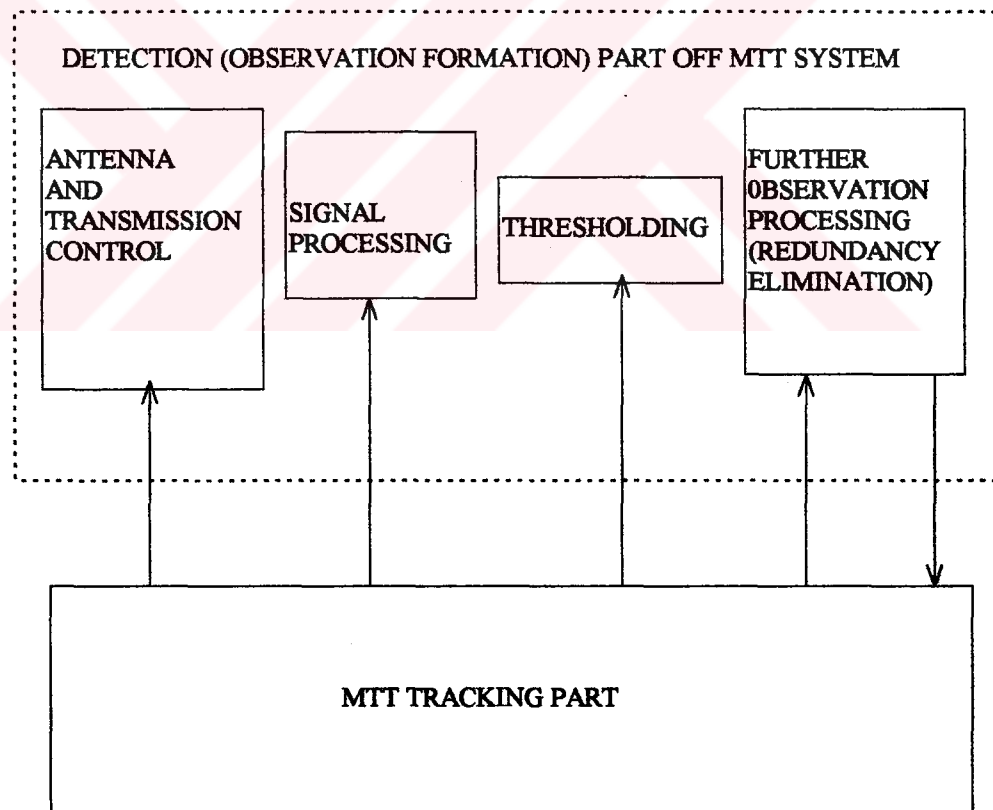 DETECTION (OBSERVATION FORMATION) PART OFF MTT SYSTEM
ANTENNA
AND
TRANSMISSION
CONTROL
SIGNAL
PROCESSING
THRESHOLDING
FURTHER
0BSERVATION
PROCESSING
(REDUNDANCY
ELIMINATION)
MTT TRACKING PART